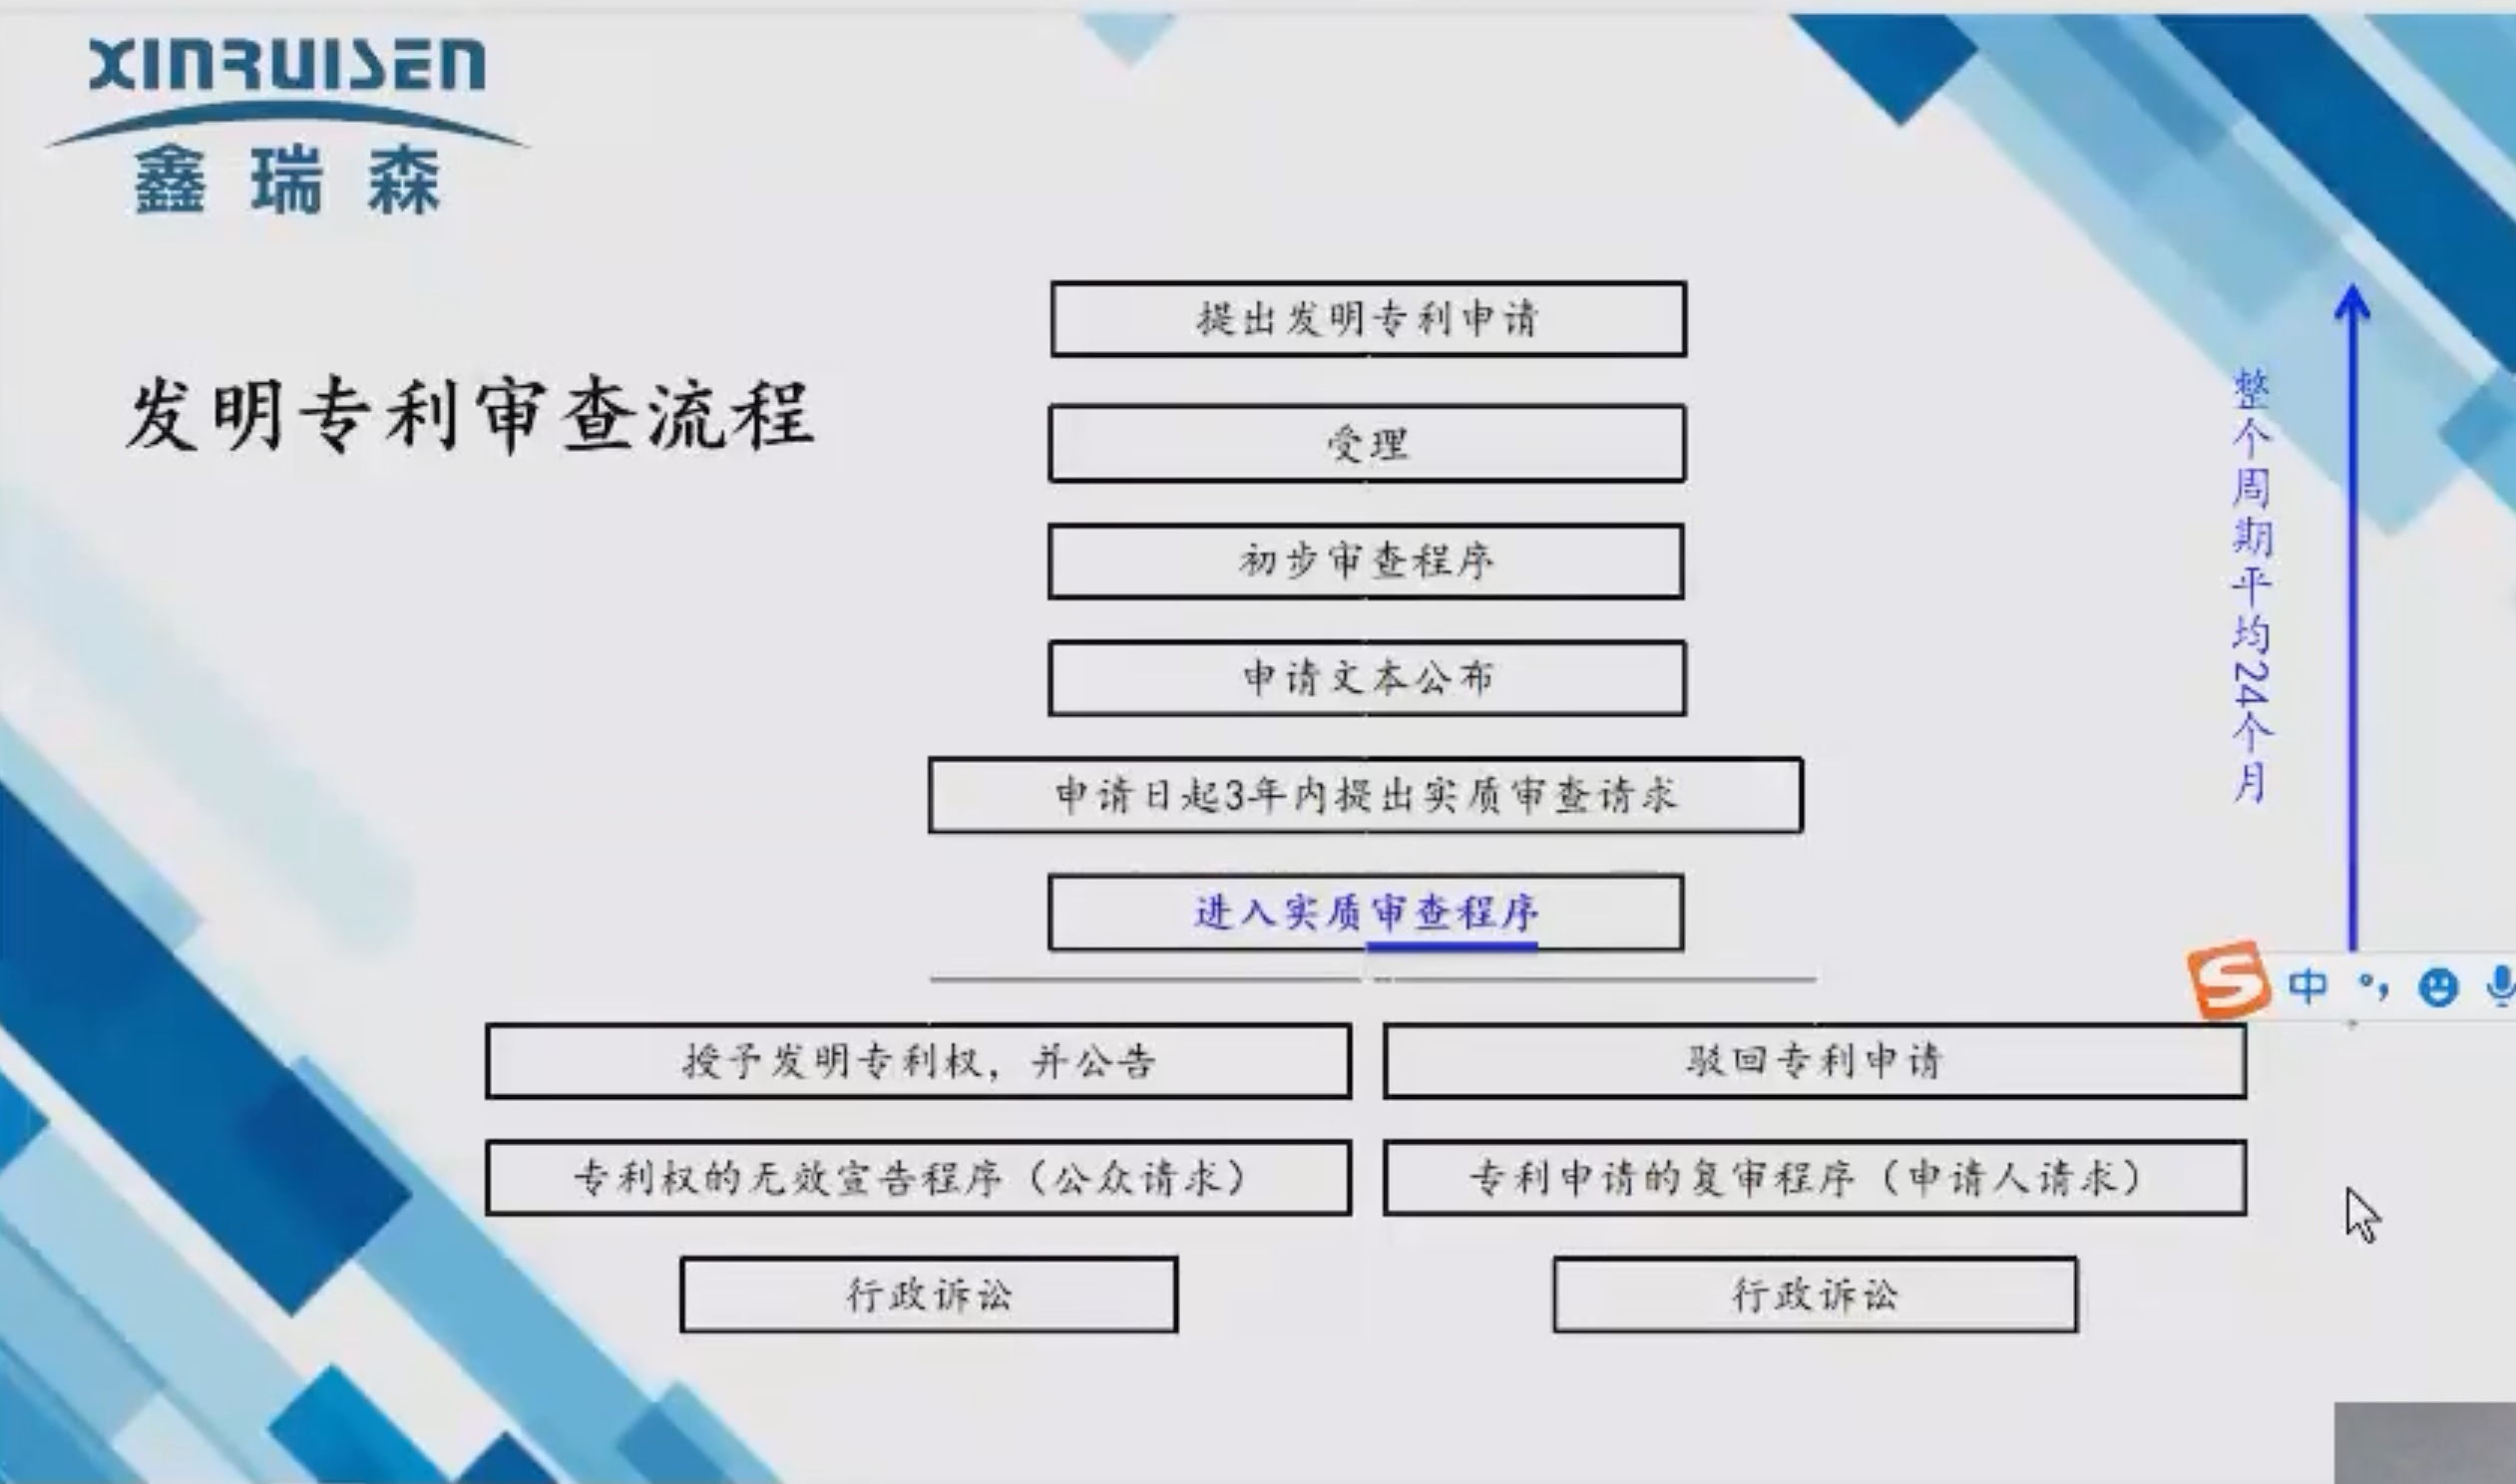 XINRUISEN
鑫瑞森
发明专利审查流程
提出发明专利申请
受理
初步审查程序
申请文本公布
申请日起3年内提出实质审查请求
进入实质审查程序
整个周期平均24个月
中
授予发明专利权，并公告
驳回专利申请
专利权的无效宣告程序（公众请求）
专利申请的复审程序（申请人请求）
行政诉讼
行政诉讼